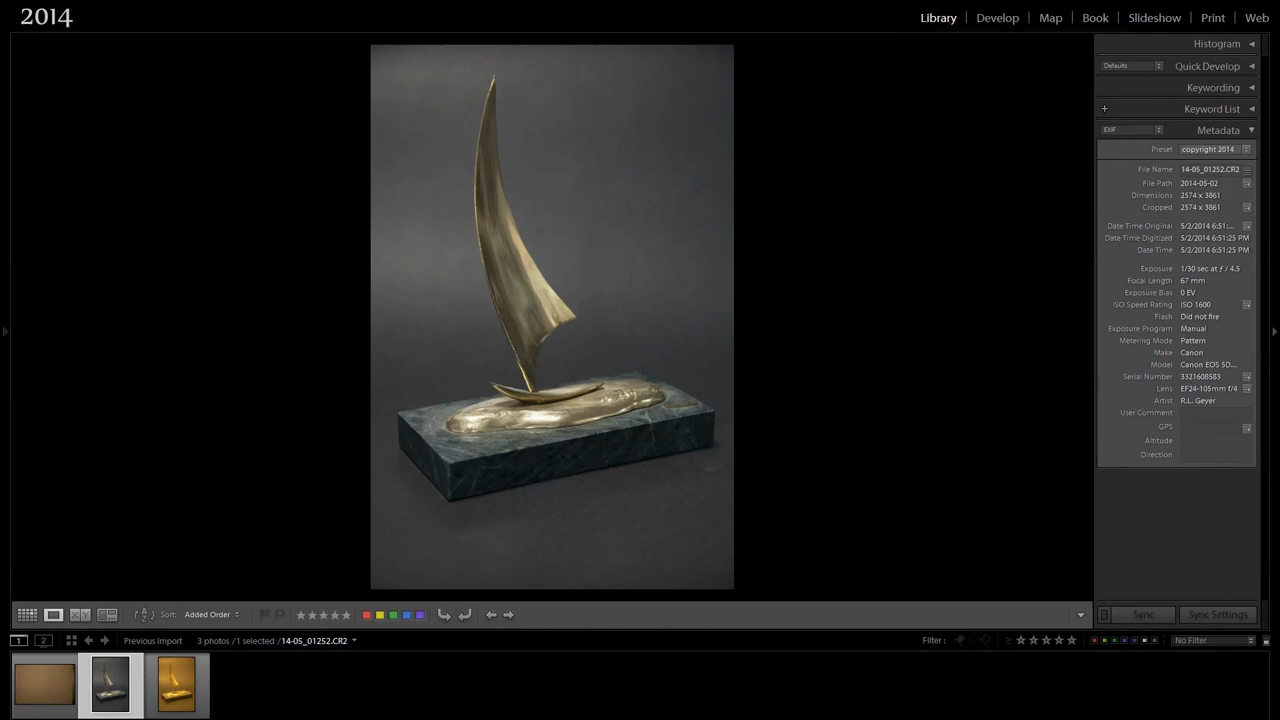 2014
Library | Develop | Map | Book | Slideshow | Print | Web
Histogram
Defaults Quick Develop
Keywording
+ Keyword List
EXIF Metadata
Preset copyright 2014
File Name 14-05_01252.CR2
File Path 2014-05-02
Dimensions 2574 x 3861
Cropped 2574 x 3861
Date Time Original 5/2/2014 6:51:...
Date Time Digitized 5/2/2014 6:51:25 PM
Date Time 5/2/2014 6:51:25 PM
Exposure 1/30 sec at ƒ / 4.5
Focal Length 67 mm
Exposure Bias 0 EV
ISO Speed Rating ISO 1600
Flash Did not fire
Exposure Program Manual
Metering Mode Pattern
Make Canon
Model Canon EOS 5D...
Serial Number 3321608583
Lens EF24-105mm f/4
Artist R.L. Geyer
User Comment
GPS
Altitude
Direction
XY Sort: Added Order Sync Sync Settings
1 2 Previous Import 3 photos / 1 selected / 14-05_01252.CR2 Filter : No Filter